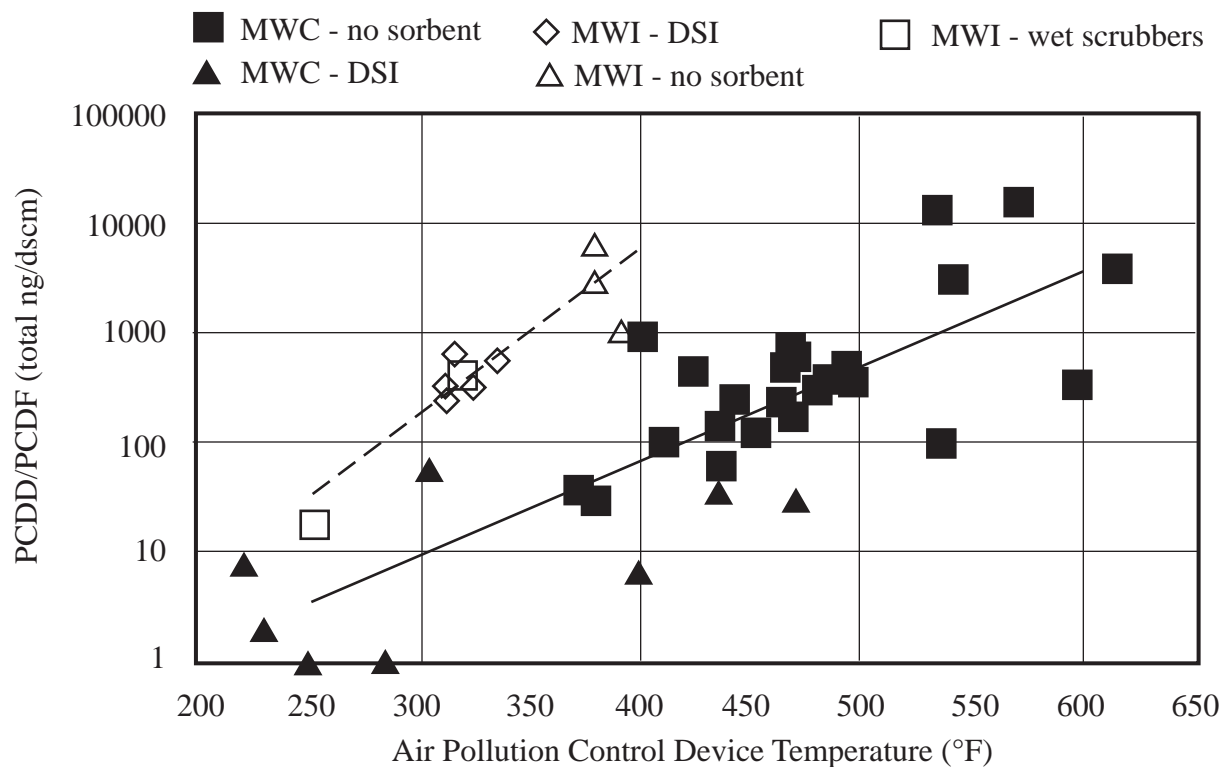 MWC - no sorbent MWI - DSI MWI - wet scrubbers
MWC - DSI MWI - no sorbent
PCDD/PCDF (total ng/dscm)
100000
10000
1000
100
10
1
200 250 300 350 400 450 500 550 600 650
Air Pollution Control Device Temperature (°F)